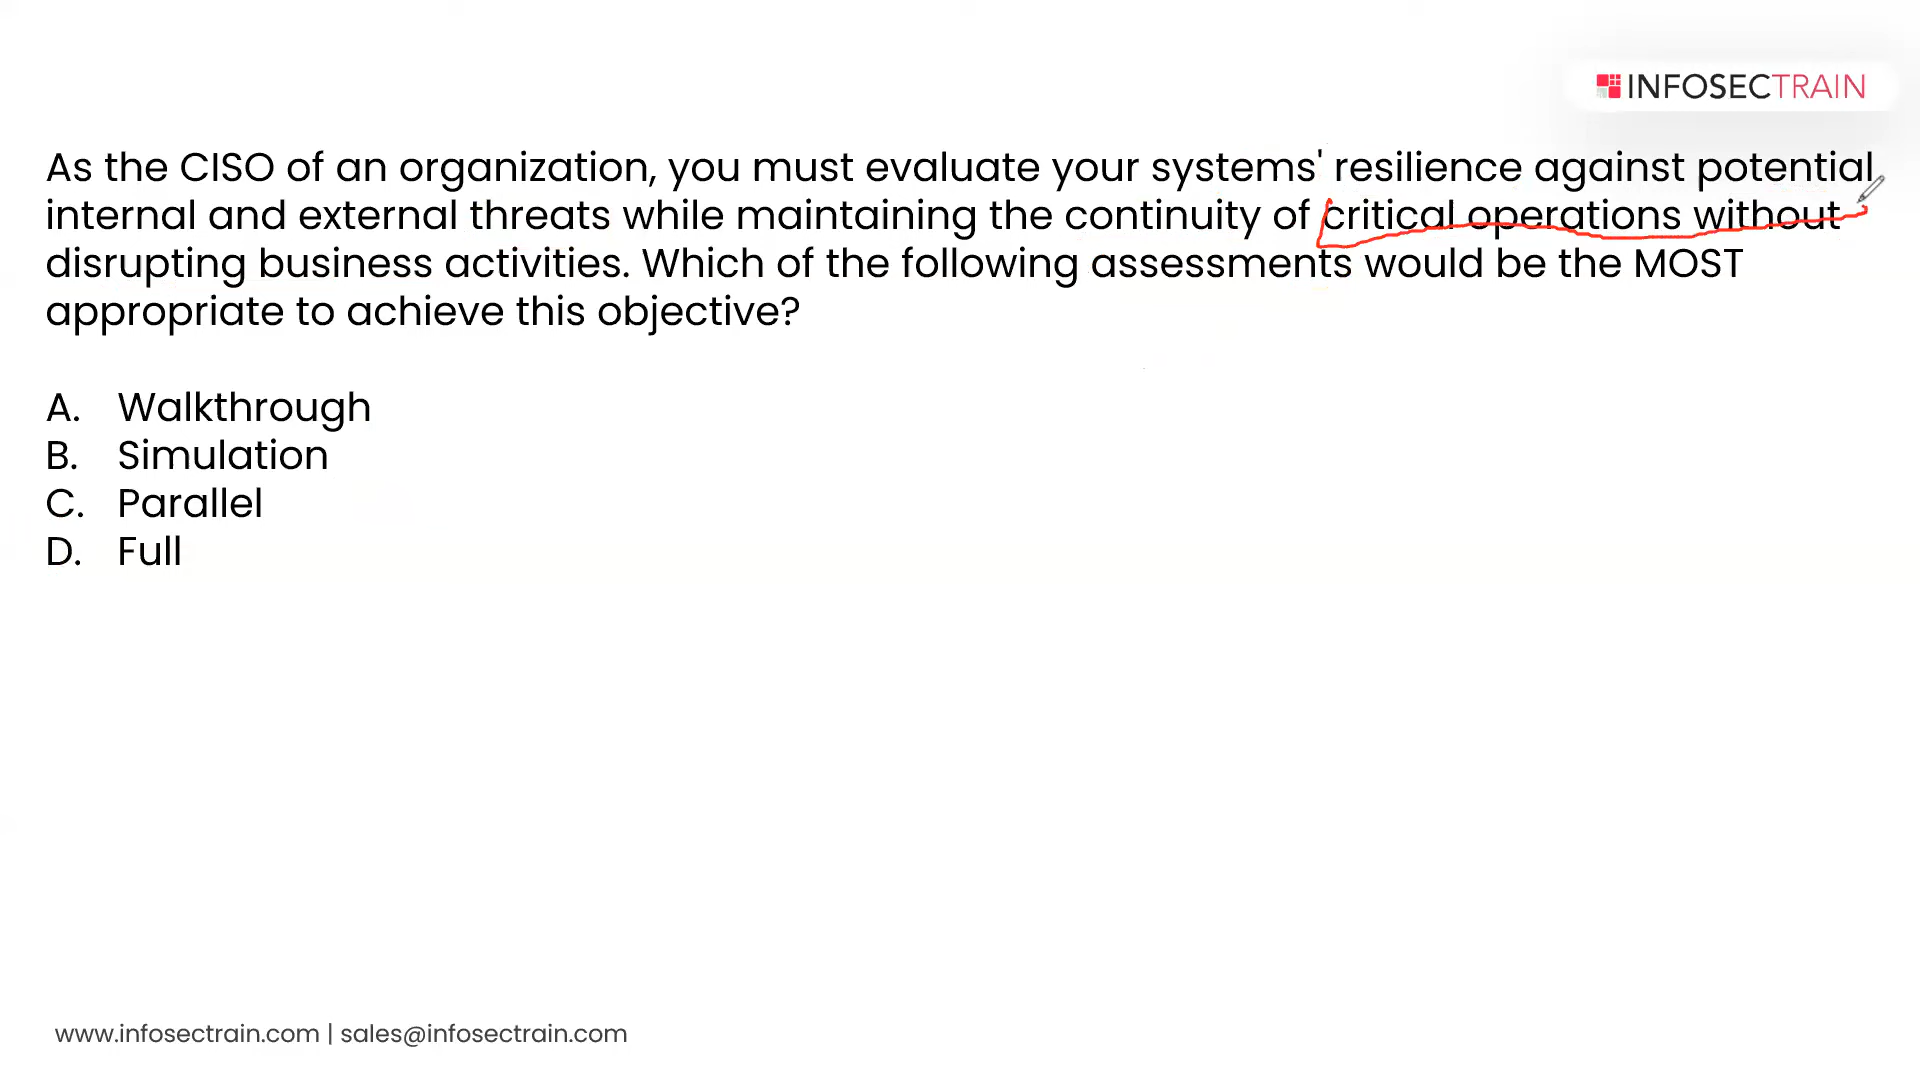 INFOSECTRAIN
As the CISO of an organization, you must evaluate your systems' resilience against potential
internal and external threats while maintaining the continuity of critical operations without
disrupting business activities. Which of the following assessments would be the MOST
appropriate to achieve this objective?
A. Walkthrough
B. Simulation
C. Parallel
D. Full
www.infosectrain.com | sales@infosectrain.com